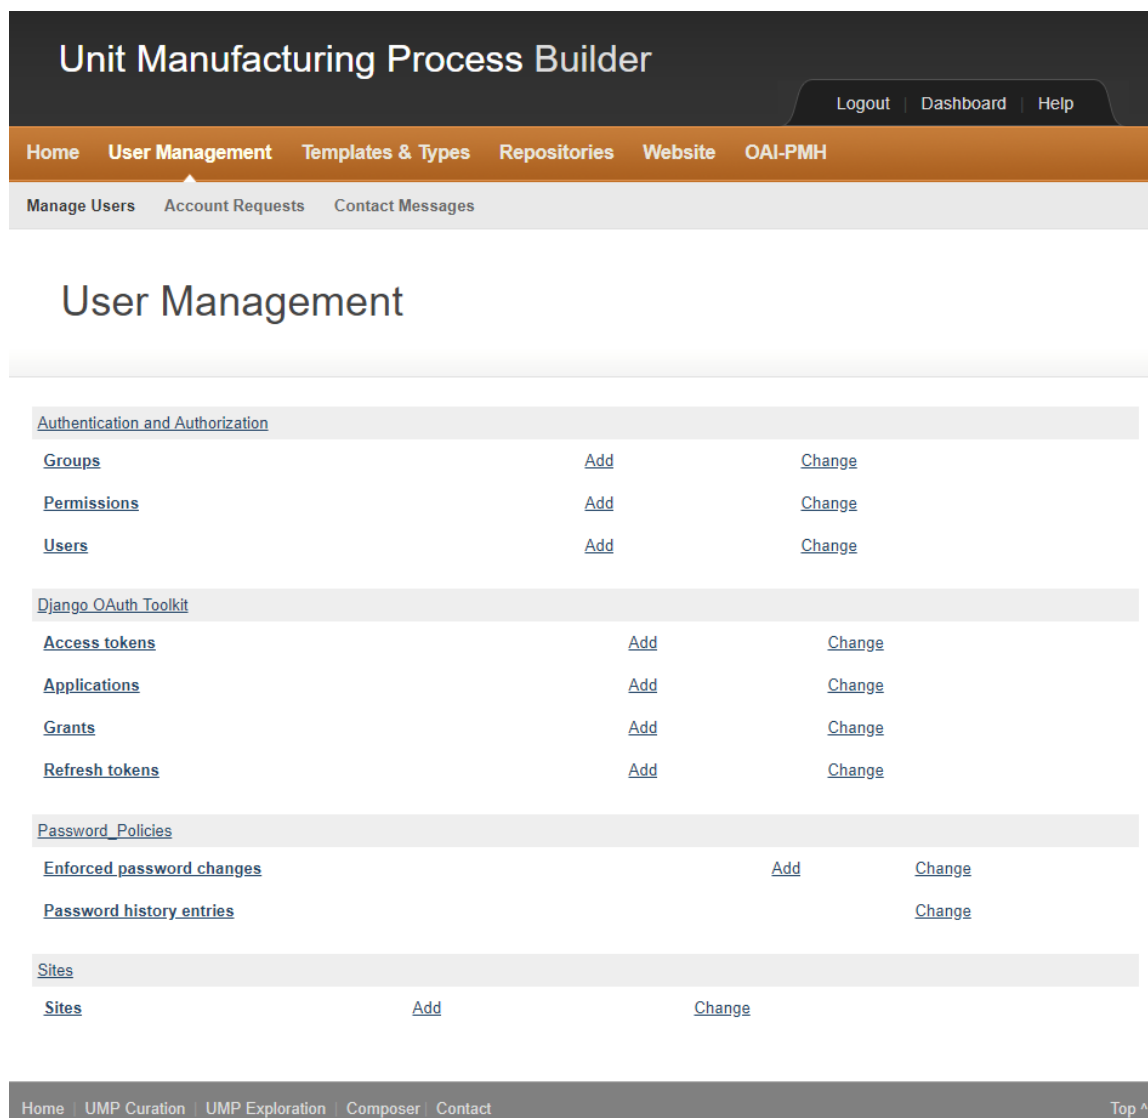 Unit Manufacturing Process Builder
Logout | Dashboard | Help
Home User Management Templates & Types Repositories Website OAI-PMH
Manage Users Account Requests Contact Messages
User Management
Authentication and Authorization
Groups Add Change
Permissions Add Change
Users Add Change
Django OAuth Toolkit
Access tokens Add Change
Applications Add Change
Grants Add Change
Refresh tokens Add Change
Password_Policies
Enforced password changes Add Change
Password history entries Change
Sites
Sites Add Change
Home | UMP Curation | UMP Exploration | Composer | Contact Top ^